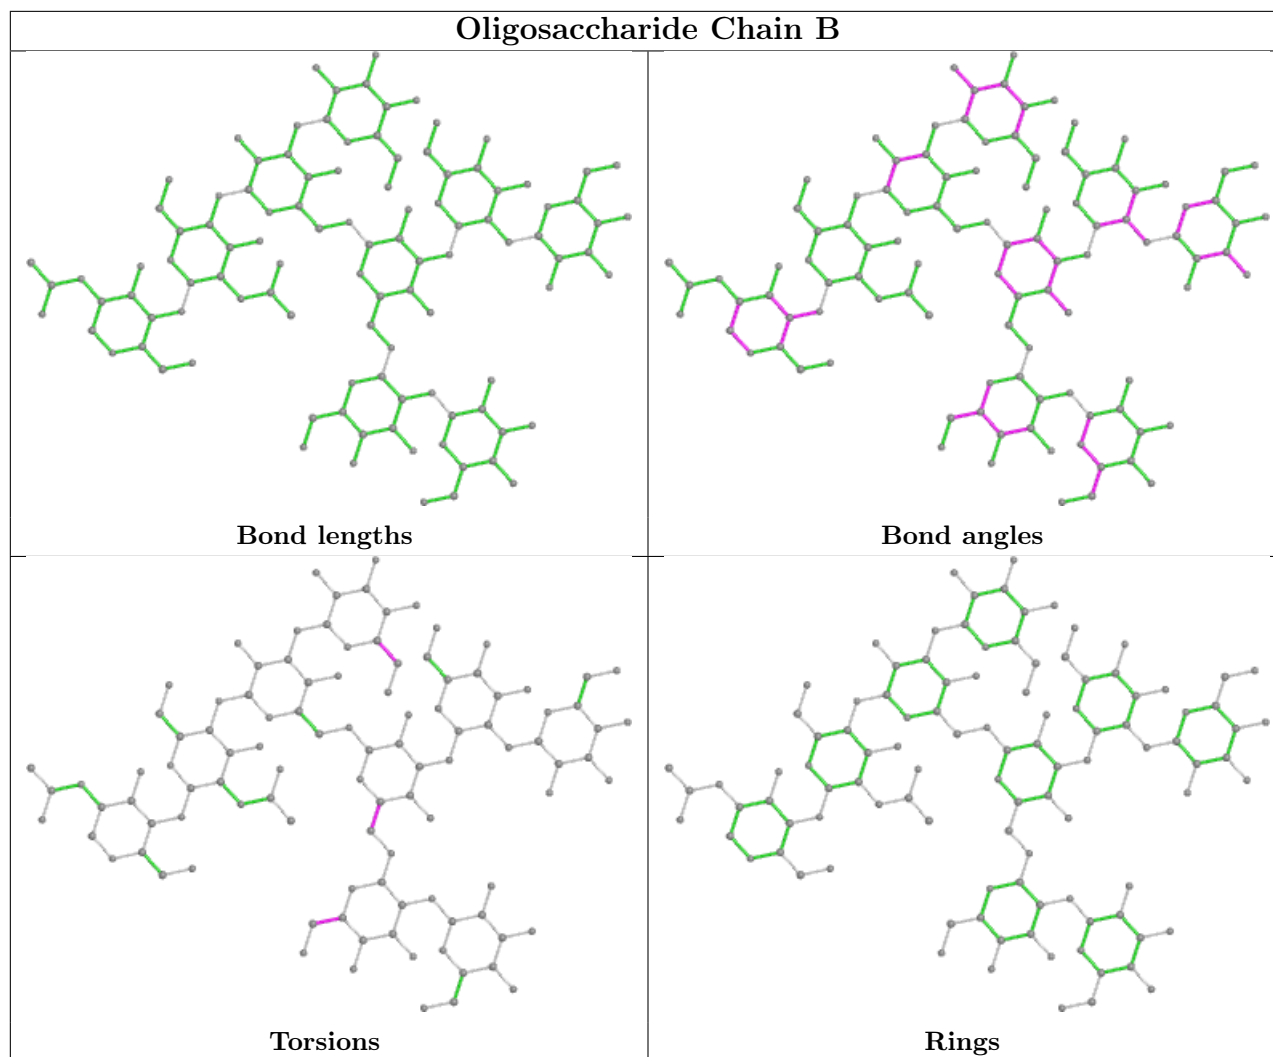 Oligosaccharide Chain B
Bond lengths
Bond angles
Torsions
Rings